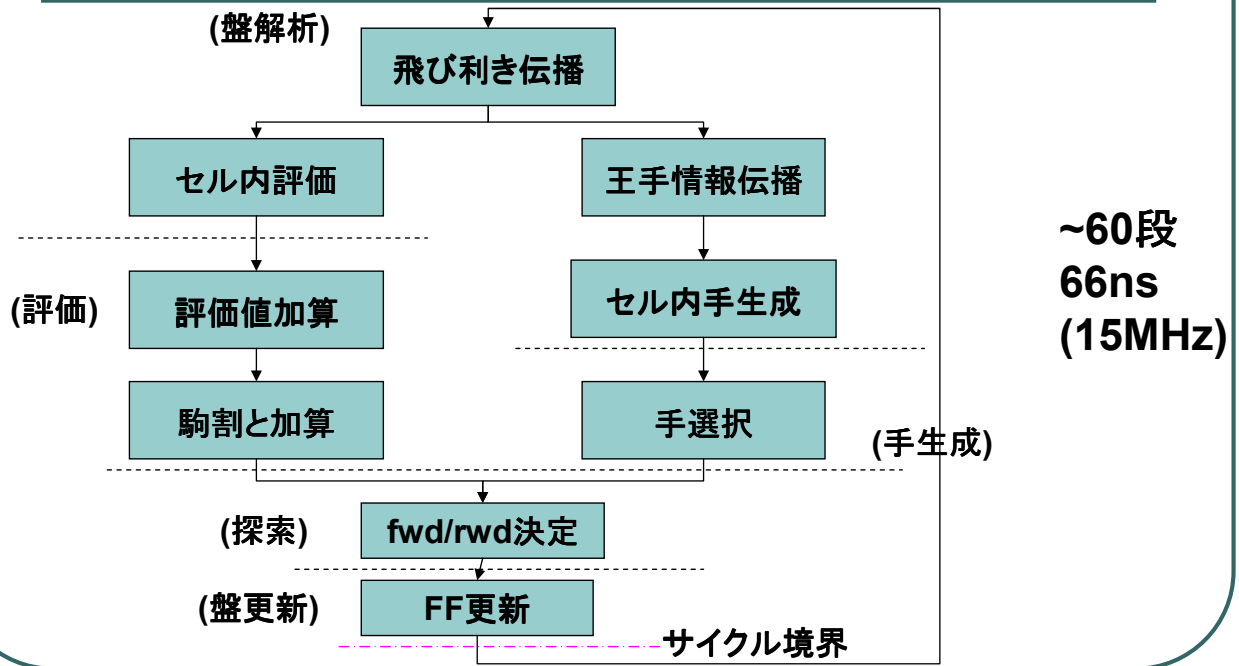 (盤解析)
飛び利き伝播
セル内評価
王手情報伝播
~60段
66ns
(15MHz)
(評価)
評価値加算
セル内手生成
駒割と加算
手選択
(手生成)
(探索)
fwd/rwd決定
(盤更新)
FF更新
サイクル境界